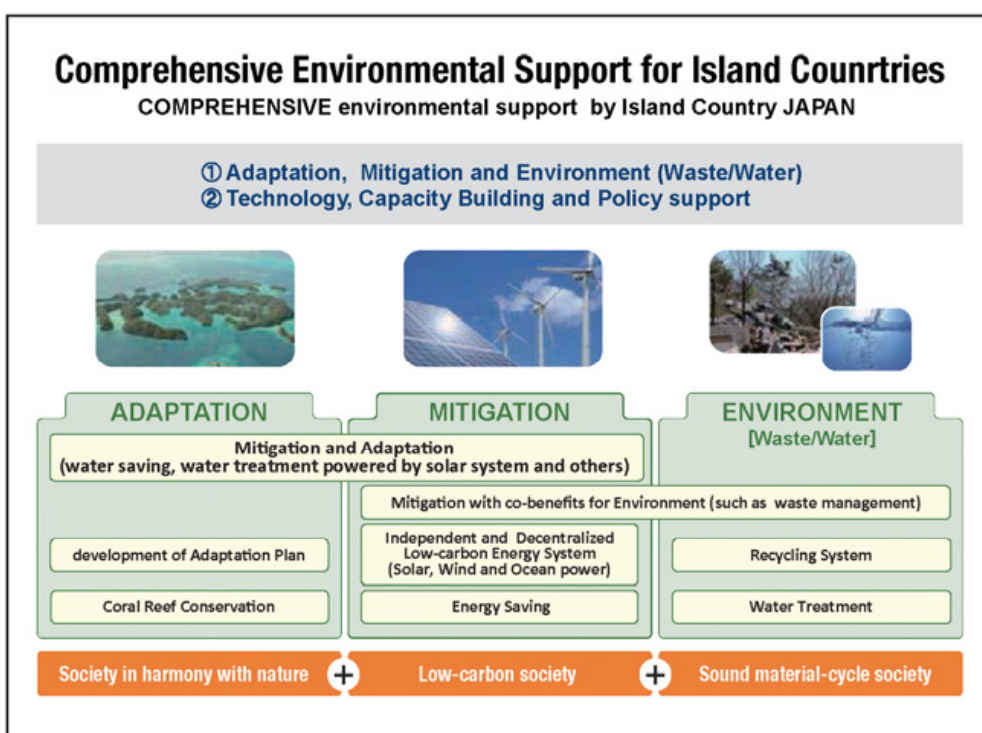 Comprehensive Environmental Support for Island Counrtries
COMPREHENSIVE environmental support by Island Country JAPAN
① Adaptation, Mitigation and Environment (Waste/Water)
② Technology, Capacity Building and Policy support
ADAPTATION
MITIGATION
ENVIRONMENT
[Waste/Water]
Mitigation and Adaptation
(water saving, water treatment powered by solar system and others)
Mitigation with co-benefits for Environment (such as waste management)
development of Adaptation Plan
Independent and Decentralized
Low-carbon Energy System
(Solar, Wind and Ocean power)
Recycling System
Coral Reef Conservation
Energy Saving
Water Treatment
Society in harmony with nature + Low-carbon society + Sound material-cycle society